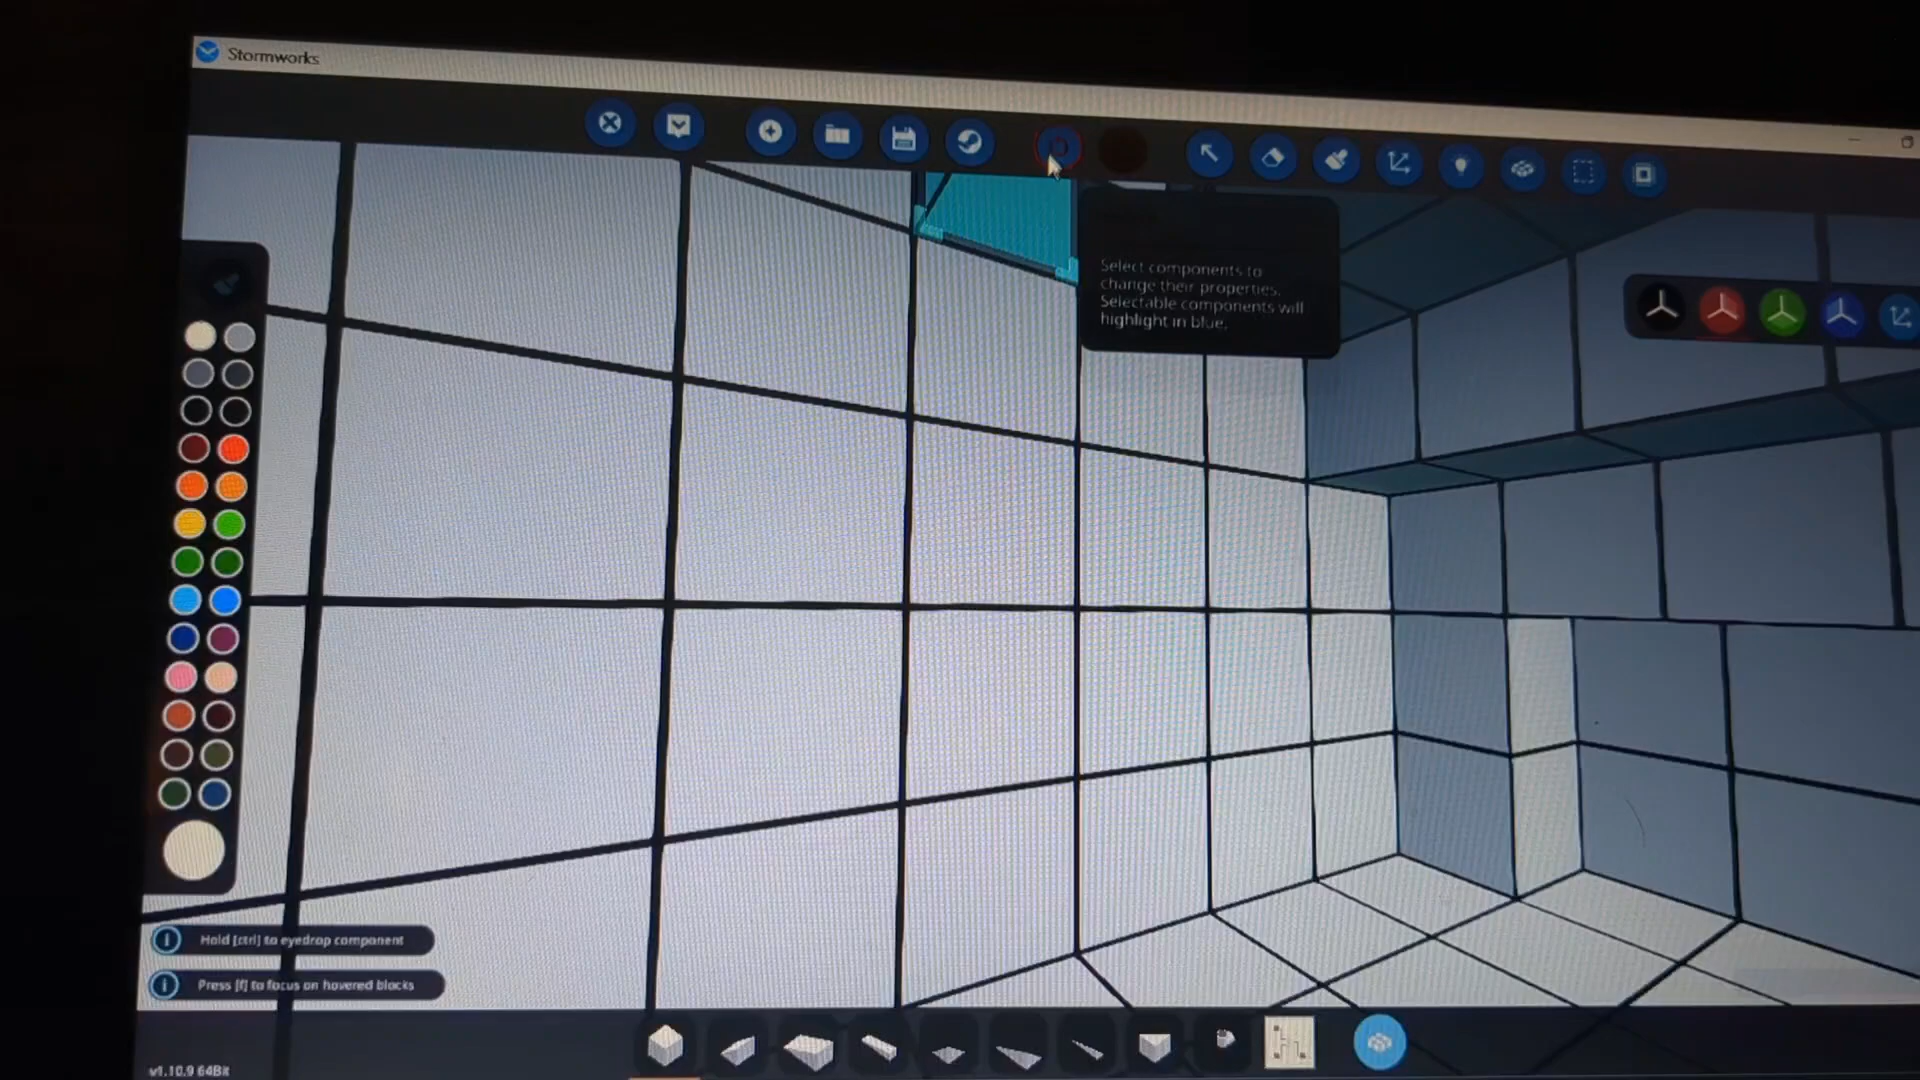 Stormworks
Select components to
change their properties.
Selectable components will
highlight in blue.
Hold [ctrl] to eyedrop component
Press [f] to focus on hovered blocks
v1.10.9 64Bit